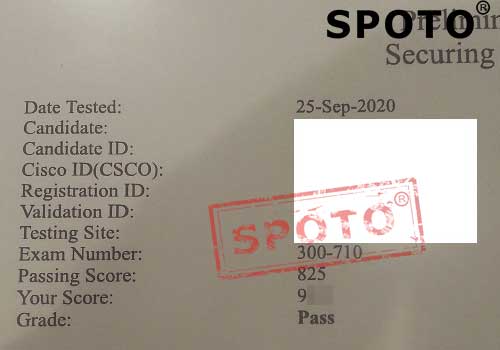 SPOTO®
Prelimin
Securing
Date Tested: 25-Sep-2020
Candidate:
Candidate ID:
Cisco ID(CSCO):
Registration ID:
Validation ID:
Testing Site:
SPOTO®
Exam Number: 300-710
Passing Score: 825
Your Score: 9
Grade: Pass